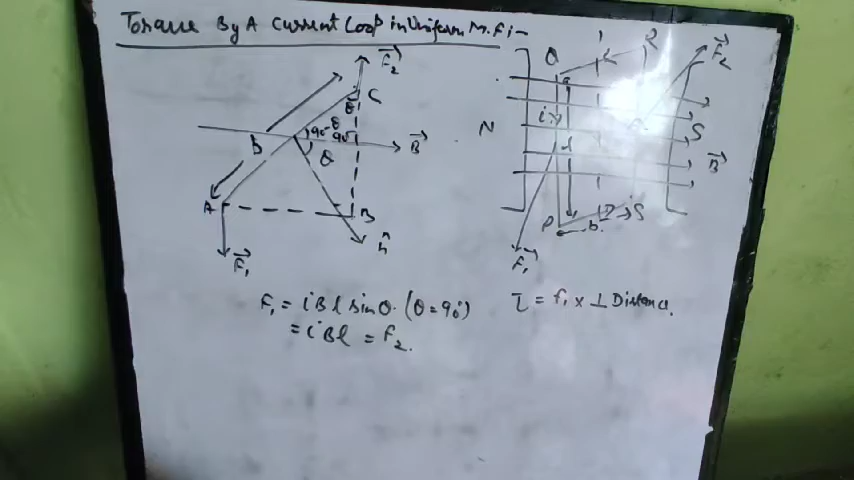 Torque By A Current Loop in Uniform M.f :-
F₂
θ C
B 90-θ 90° B
θ
A B
n̂
F₁
Q R
F₂
i
N S
B
P b S
F₁
F₁ = iBl sinθ. (θ = 90°)
= iBl = F₂.
τ = f₁ × ⊥ Distance.